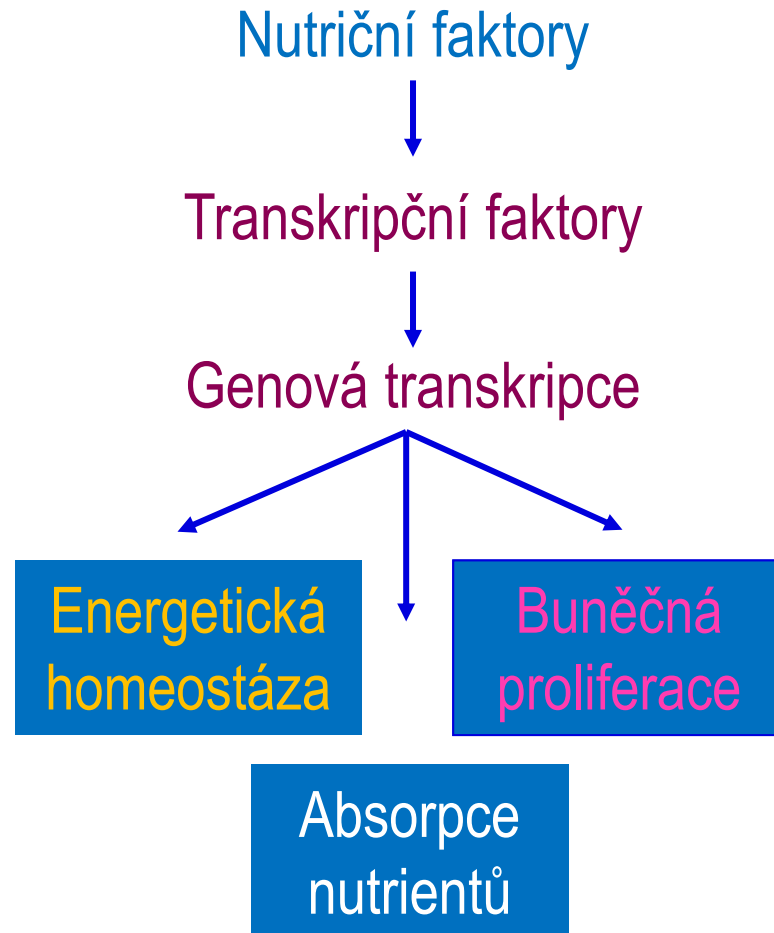 Nutriční faktory
Transkripční faktory
Genová transkripce
Energetická
homeostáza
Buněčná
proliferace
Absorpce
nutrientů